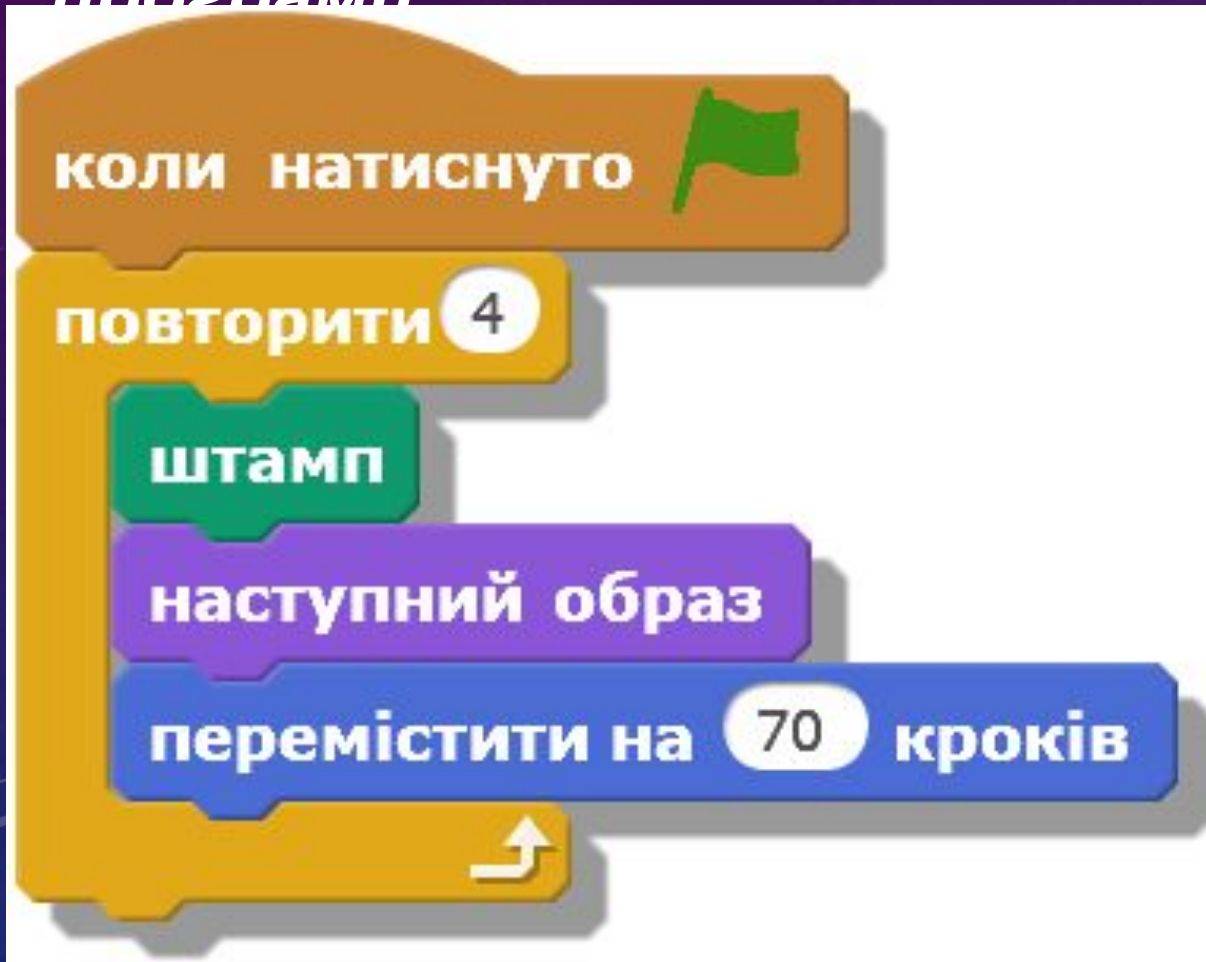 коли натиснуто
повторити 4
штамп
наступний образ
перемістити на 70 кроків